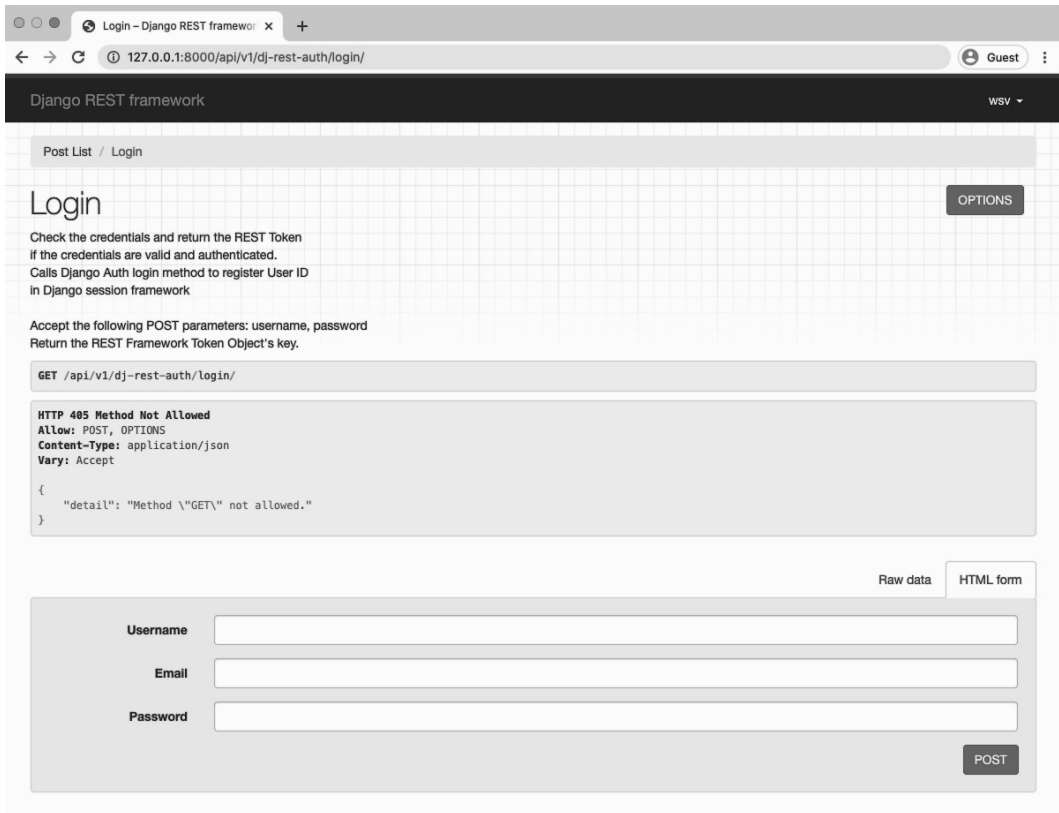 Login – Django REST framewor
127.0.0.1:8000/api/v1/dj-rest-auth/login/
Guest
Django REST framework
wsv
Post List / Login
Login
OPTIONS
Check the credentials and return the REST Token
if the credentials are valid and authenticated.
Calls Django Auth login method to register User ID
in Django session framework
Accept the following POST parameters: username, password
Return the REST Framework Token Object's key.
GET /api/v1/dj-rest-auth/login/
HTTP 405 Method Not Allowed
Allow: POST, OPTIONS
Content-Type: application/json
Vary: Accept
{
    "detail": "Method \"GET\" not allowed."
}
Raw data
HTML form
Username
Email
Password
POST